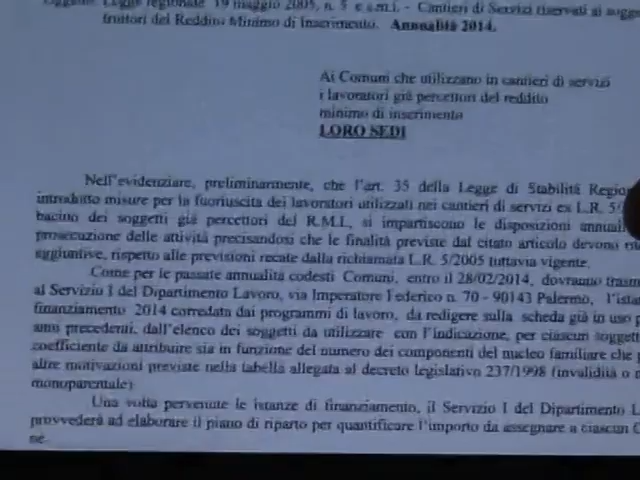 Legge regionale 19 maggio 2005, n. 5 e s.m.i. - Cantieri di Servizi riservati ai sogge
fruitori del Reddito Minimo di Inserimento. Annualità 2014.
Ai Comuni che utilizzano in cantieri di servizi
i lavoratori già percettori del reddito
minimo di inserimento
LORO SEDI
Nell'evidenziare, preliminarmente, che l'art. 35 della Legge di Stabilità Region
introdotto misure per la fuoriuscita dei lavoratori utilizzati nei cantieri di servizi ex L.R. 5/
bacino dei soggetti già percettori del R.M.I., si impartiscono le disposizioni annuali
prosecuzione delle attività precisandosi che le finalità previste dal citato articolo devono
aggiuntive, rispetto alle previsioni recate dalla richiamata L.R. 5/2005 tuttavia vigente.
Come per le passate annualità codesti Comuni, entro il 28/02/2014, dovranno trasm
al Servizio I del Dipartimento Lavoro, via Imperatore Federico n. 70 - 90143 Palermo, l'ista
finanziamento 2014 corredata dai programmi di lavoro, da redigere sulla scheda già in uso
anni precedenti, dall'elenco dei soggetti da utilizzare con l'indicazione, per ciascun soggett
coefficiente da attribuire sia in funzione del numero dei componenti del nucleo familiare che p
altre motivazioni previste nella tabella allegata al decreto legislativo 237/1998 (invalidità o
monoparentale).
Una volta pervenute le istanze di finanziamento, il Servizio I del Dipartimento L
provvederà ad elaborare il piano di riparto per quantificare l'importo da assegnare a ciascun C
ne.